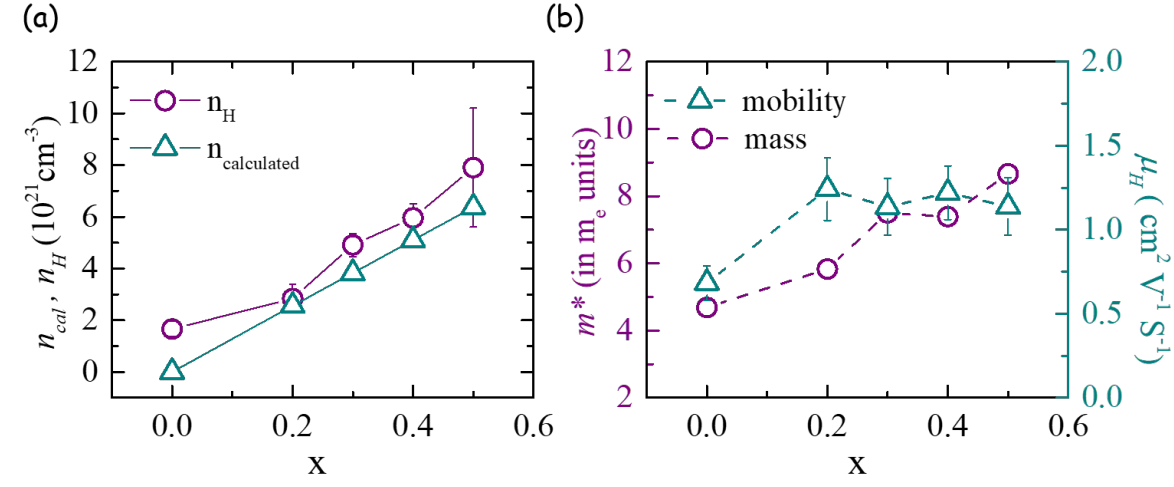 (a)
12
10
8
6
4
2
0
n_cal, n_H (10^21 cm^-3)
n_H
n_calculated
0.0 0.2 0.4 0.6
x
(b)
12
10
8
6
4
2
m* (in m_e units)
mobility
mass
2.0
1.5
1.0
0.5
0.0
μ_H ( cm^2 V^-1 S^-1)
0.0 0.2 0.4 0.6
x